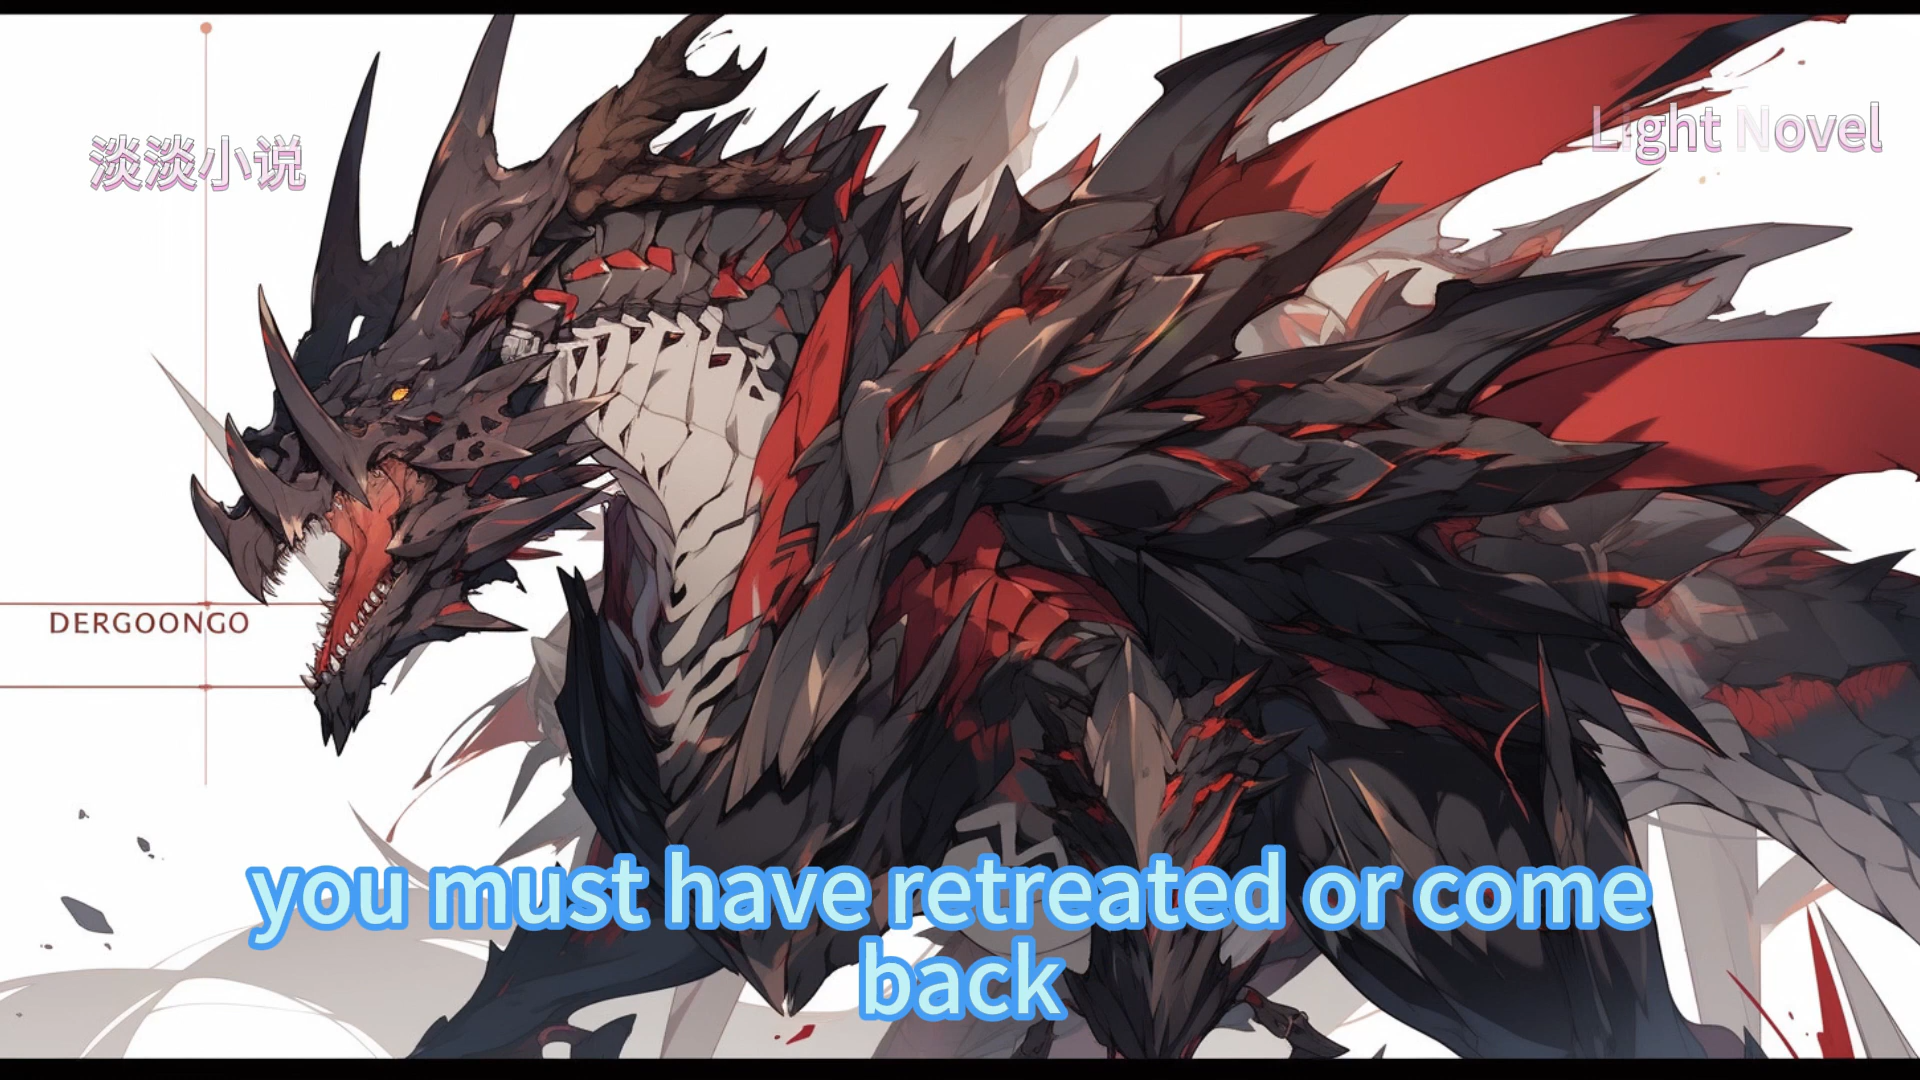 淡淡小说
Light Novel
DERGOONGO
you must have retreated or come
back